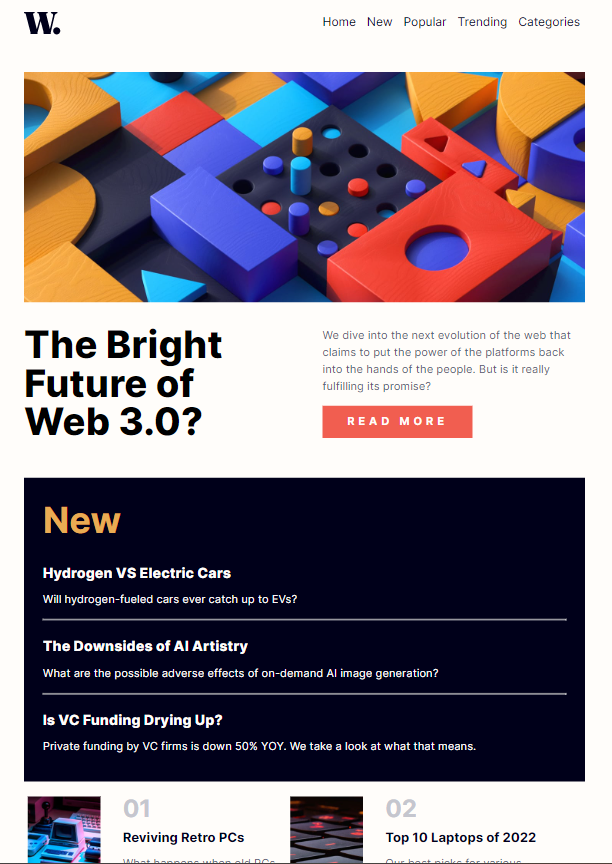 W.
Home New Popular Trending Categories
The Bright
Future of
Web 3.0?
We dive into the next evolution of the web that
claims to put the power of the platforms back
into the hands of the people. But is it really
fulfilling its promise?
READ MORE
New
Hydrogen VS Electric Cars
Will hydrogen-fueled cars ever catch up to EVs?
The Downsides of AI Artistry
What are the possible adverse effects of on-demand AI image generation?
Is VC Funding Drying Up?
Private funding by VC firms is down 50% YOY. We take a look at what that means.
01
Reviving Retro PCs
What happens when old PCs
02
Top 10 Laptops of 2022
Our best picks for various